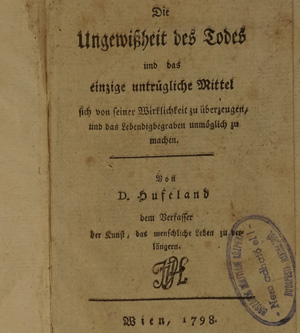 Die
Ungewißheit des Todes
und das
einzige untrügliche Mittel
sich von seiner Wirklichkeit zu überzeugen,
und das Lebendigbegraben unmöglich zu
machen.
Von
D. Hufeland
dem Verfasser
der Kunst, das menschliche Leben zu ver-
längern.
Wien, 1798.